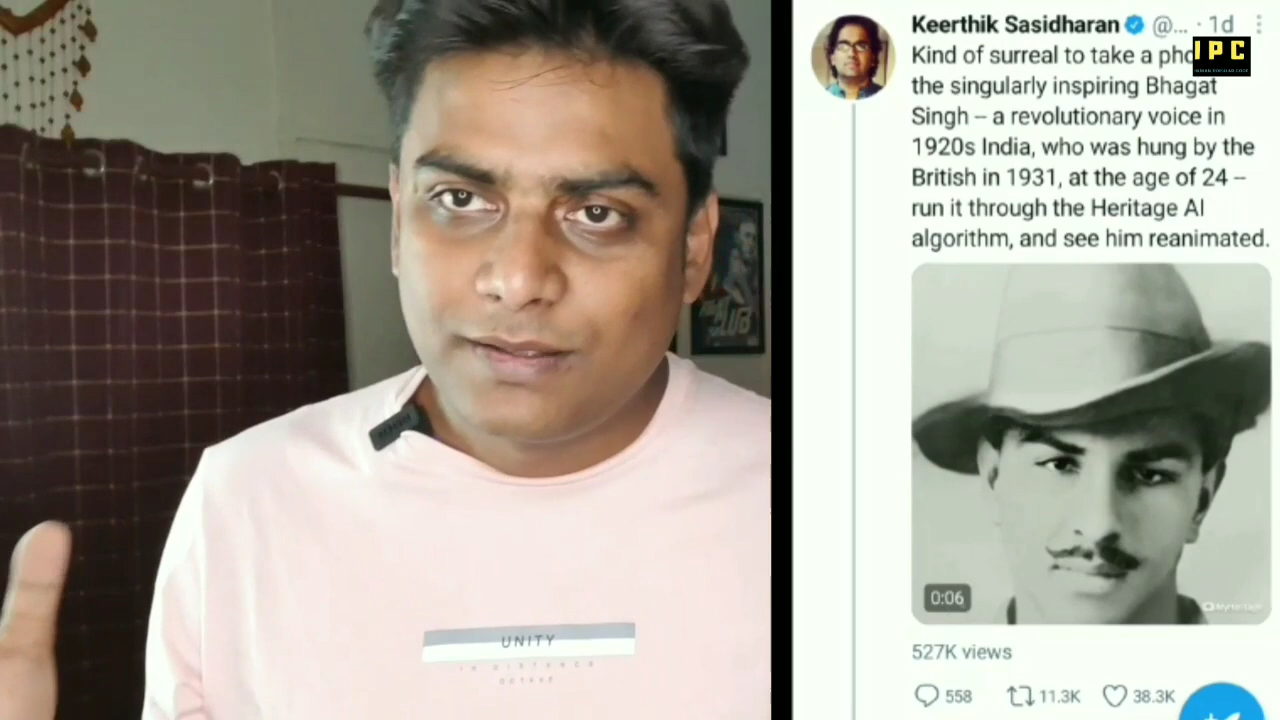 Keerthik Sasidharan @... · 1d
IPC
Kind of surreal to take a
the singularly inspiring Bhagat
Singh – a revolutionary voice in
1920s India, who was hung by the
British in 1931, at the age of 24 –
run it through the Heritage AI
algorithm, and see him reanimated.
0:06
527K views
558 11.3K 38.3K
UNITY
IN DISTANCE